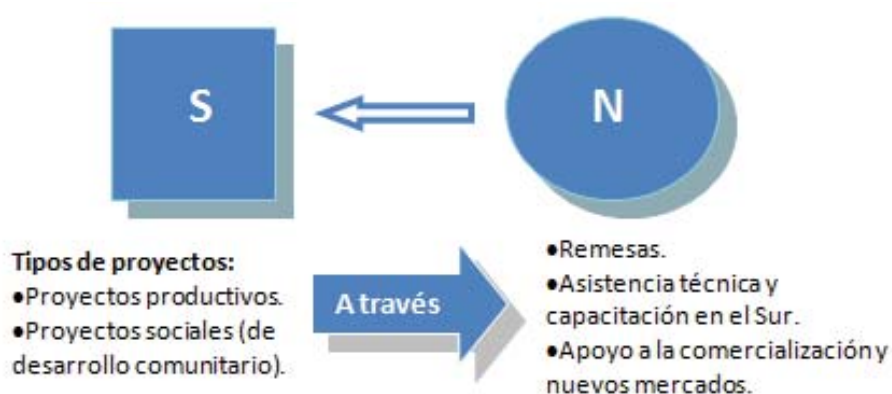 S
N
Tipos de proyectos:
•Proyectos productivos.
•Proyectos sociales (de
desarrollo comunitario).
A través
•Remesas.
•Asistencia técnica y
capacitación en el Sur.
•Apoyo a la comercialización y
nuevos mercados.